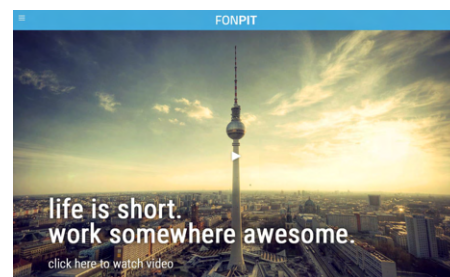 FONPIT
life is short.
work somewhere awesome.
click here to watch video